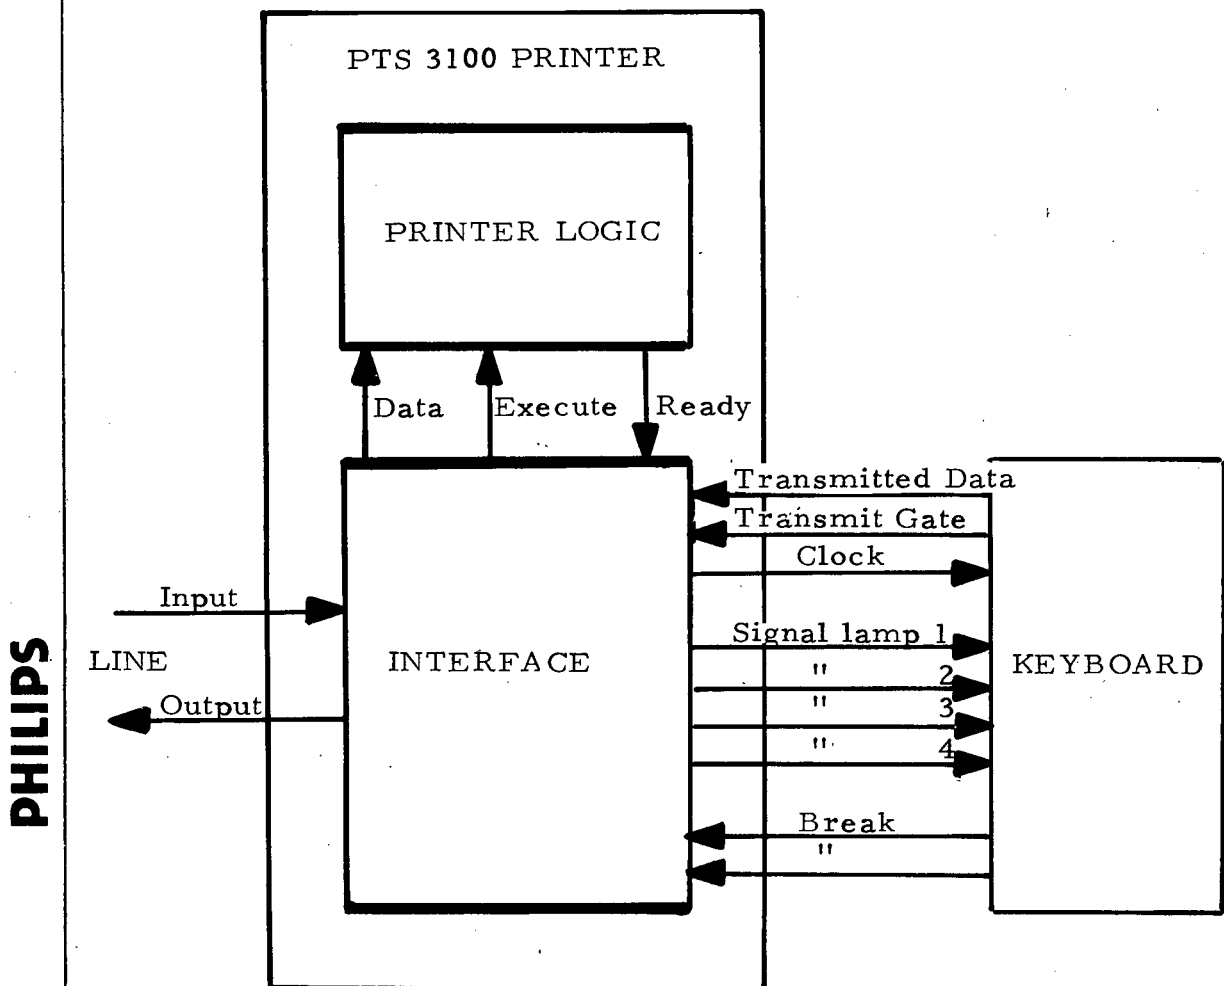 PTS 3100 PRINTER
PRINTER LOGIC
Data
Execute
Ready
Transmitted Data
Transmit Gate
Clock
Input
Signal lamp 1
LINE
INTERFACE
" 2
KEYBOARD
Output
" 3
" 4
Break
"
PHILIPS